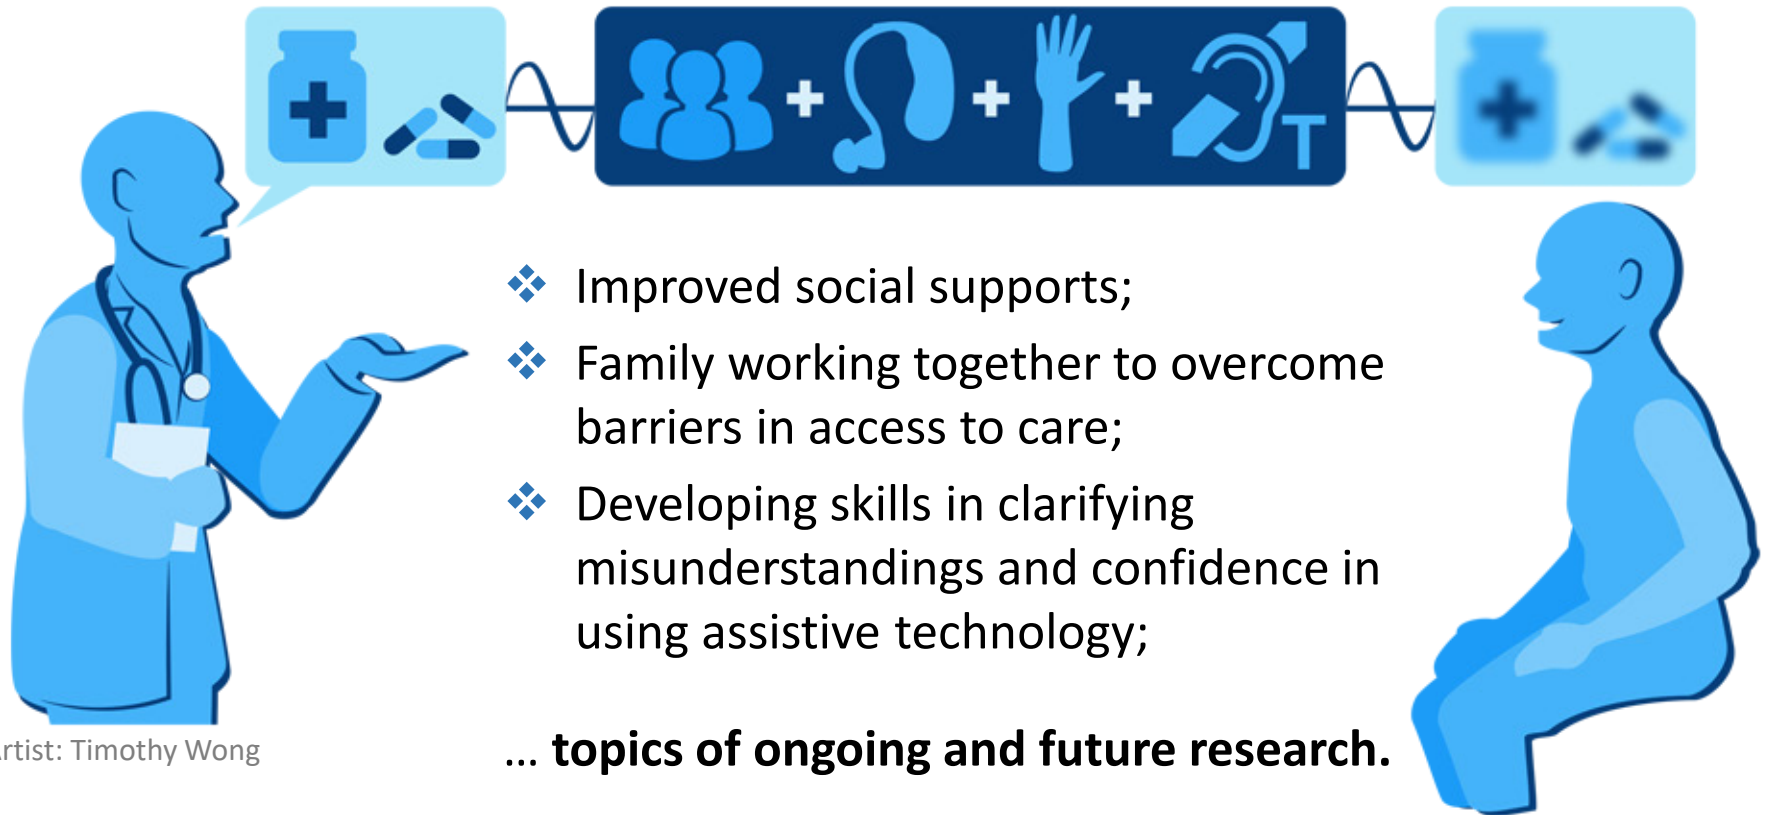 T
Improved social supports;
Family working together to overcome
barriers in access to care;
Developing skills in clarifying
misunderstandings and confidence in
using assistive technology;
rtist: Timothy Wong
... topics of ongoing and future research.